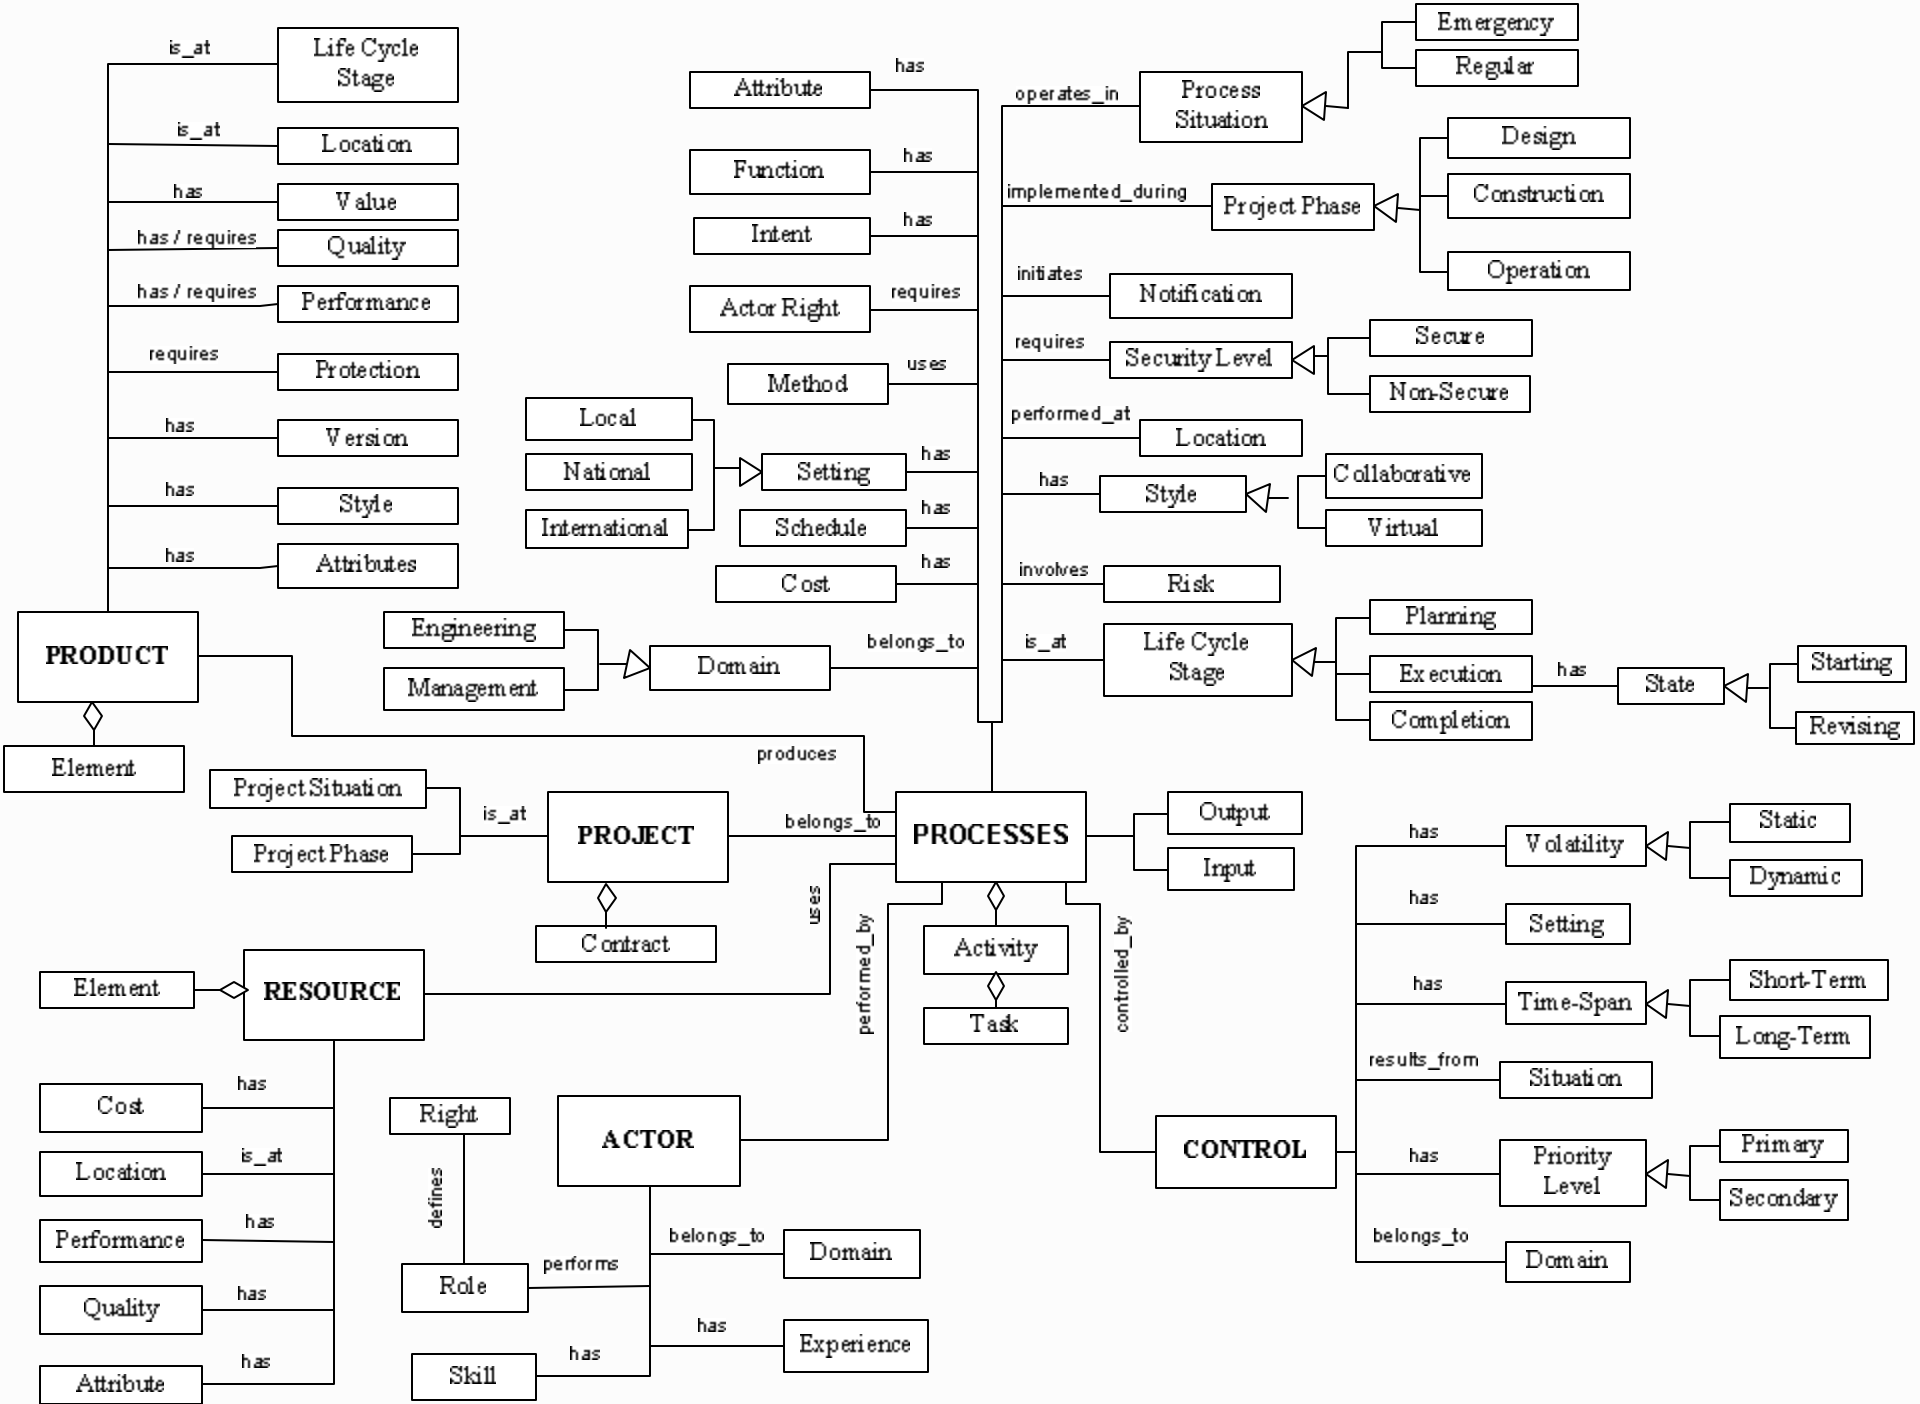 is_at
Life Cycle
Stage
is_at
Location
has
Value
has / requires
Quality
has / requires
Performance
requires
Protection
has
Version
has
Style
has
Attributes
PRODUCT
Element
Attribute
has
Function
has
Intent
has
Actor Right
requires
Method
uses
Local
National
International
Setting
has
Schedule
has
Cost
has
Engineering
Management
Domain
belongs_to
operates_in
Process
Situation
Emergency
Regular
implemented_during
Project Phase
Design
Construction
Operation
initiates
Notification
requires
Security Level
Secure
Non-Secure
performed_at
Location
has
Style
Collaborative
Virtual
involves
Risk
is_at
Life Cycle
Stage
Planning
Execution
Completion
has
State
Starting
Revising
produces
Project Situation
Project Phase
is_at
PROJECT
belongs_to
PROCESSES
Output
Input
Contract
uses
performed_by
Activity
Task
controlled_by
Element
RESOURCE
Cost
has
Location
is_at
Performance
has
Quality
has
Attribute
has
Right
defines
Role
performs
ACTOR
belongs_to
Domain
has
Experience
Skill
has
CONTROL
has
Volatility
Static
Dynamic
has
Setting
has
Time-Span
Short-Term
Long-Term
results_from
Situation
has
Priority
Level
Primary
Secondary
belongs_to
Domain